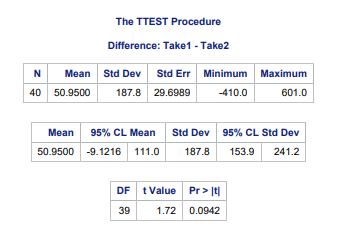 The TTEST Procedure
Difference: Take1 - Take2
N Mean Std Dev Std Err Minimum Maximum
40 50.9500 187.8 29.6989 -410.0 601.0
Mean 95% CL Mean Std Dev 95% CL Std Dev
50.9500 -9.1216 111.0 187.8 153.9 241.2
DF t Value Pr > |t|
39 1.72 0.0942